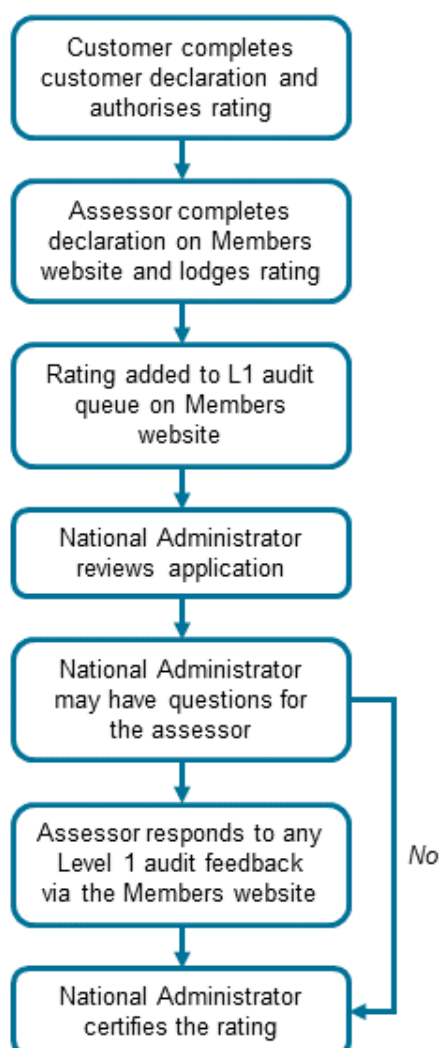 Customer completes
customer declaration and
authorises rating
Assessor completes
declaration on Members
website and lodges rating
Rating added to L1 audit
queue on Members
website
National Administrator
reviews application
National Administrator
may have questions for
the assessor
No
Assessor responds to any
Level 1 audit feedback
via the Members website
National Administrator
certifies the rating